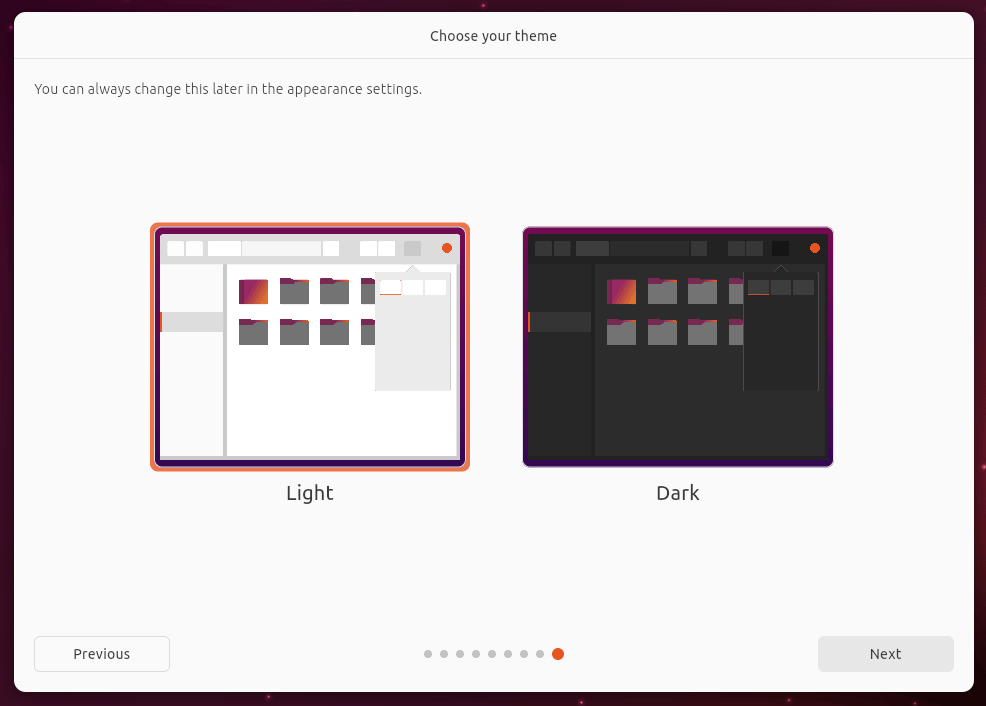 Choose your theme
You can always change this later in the appearance settings.
Light
Dark
Previous
Next